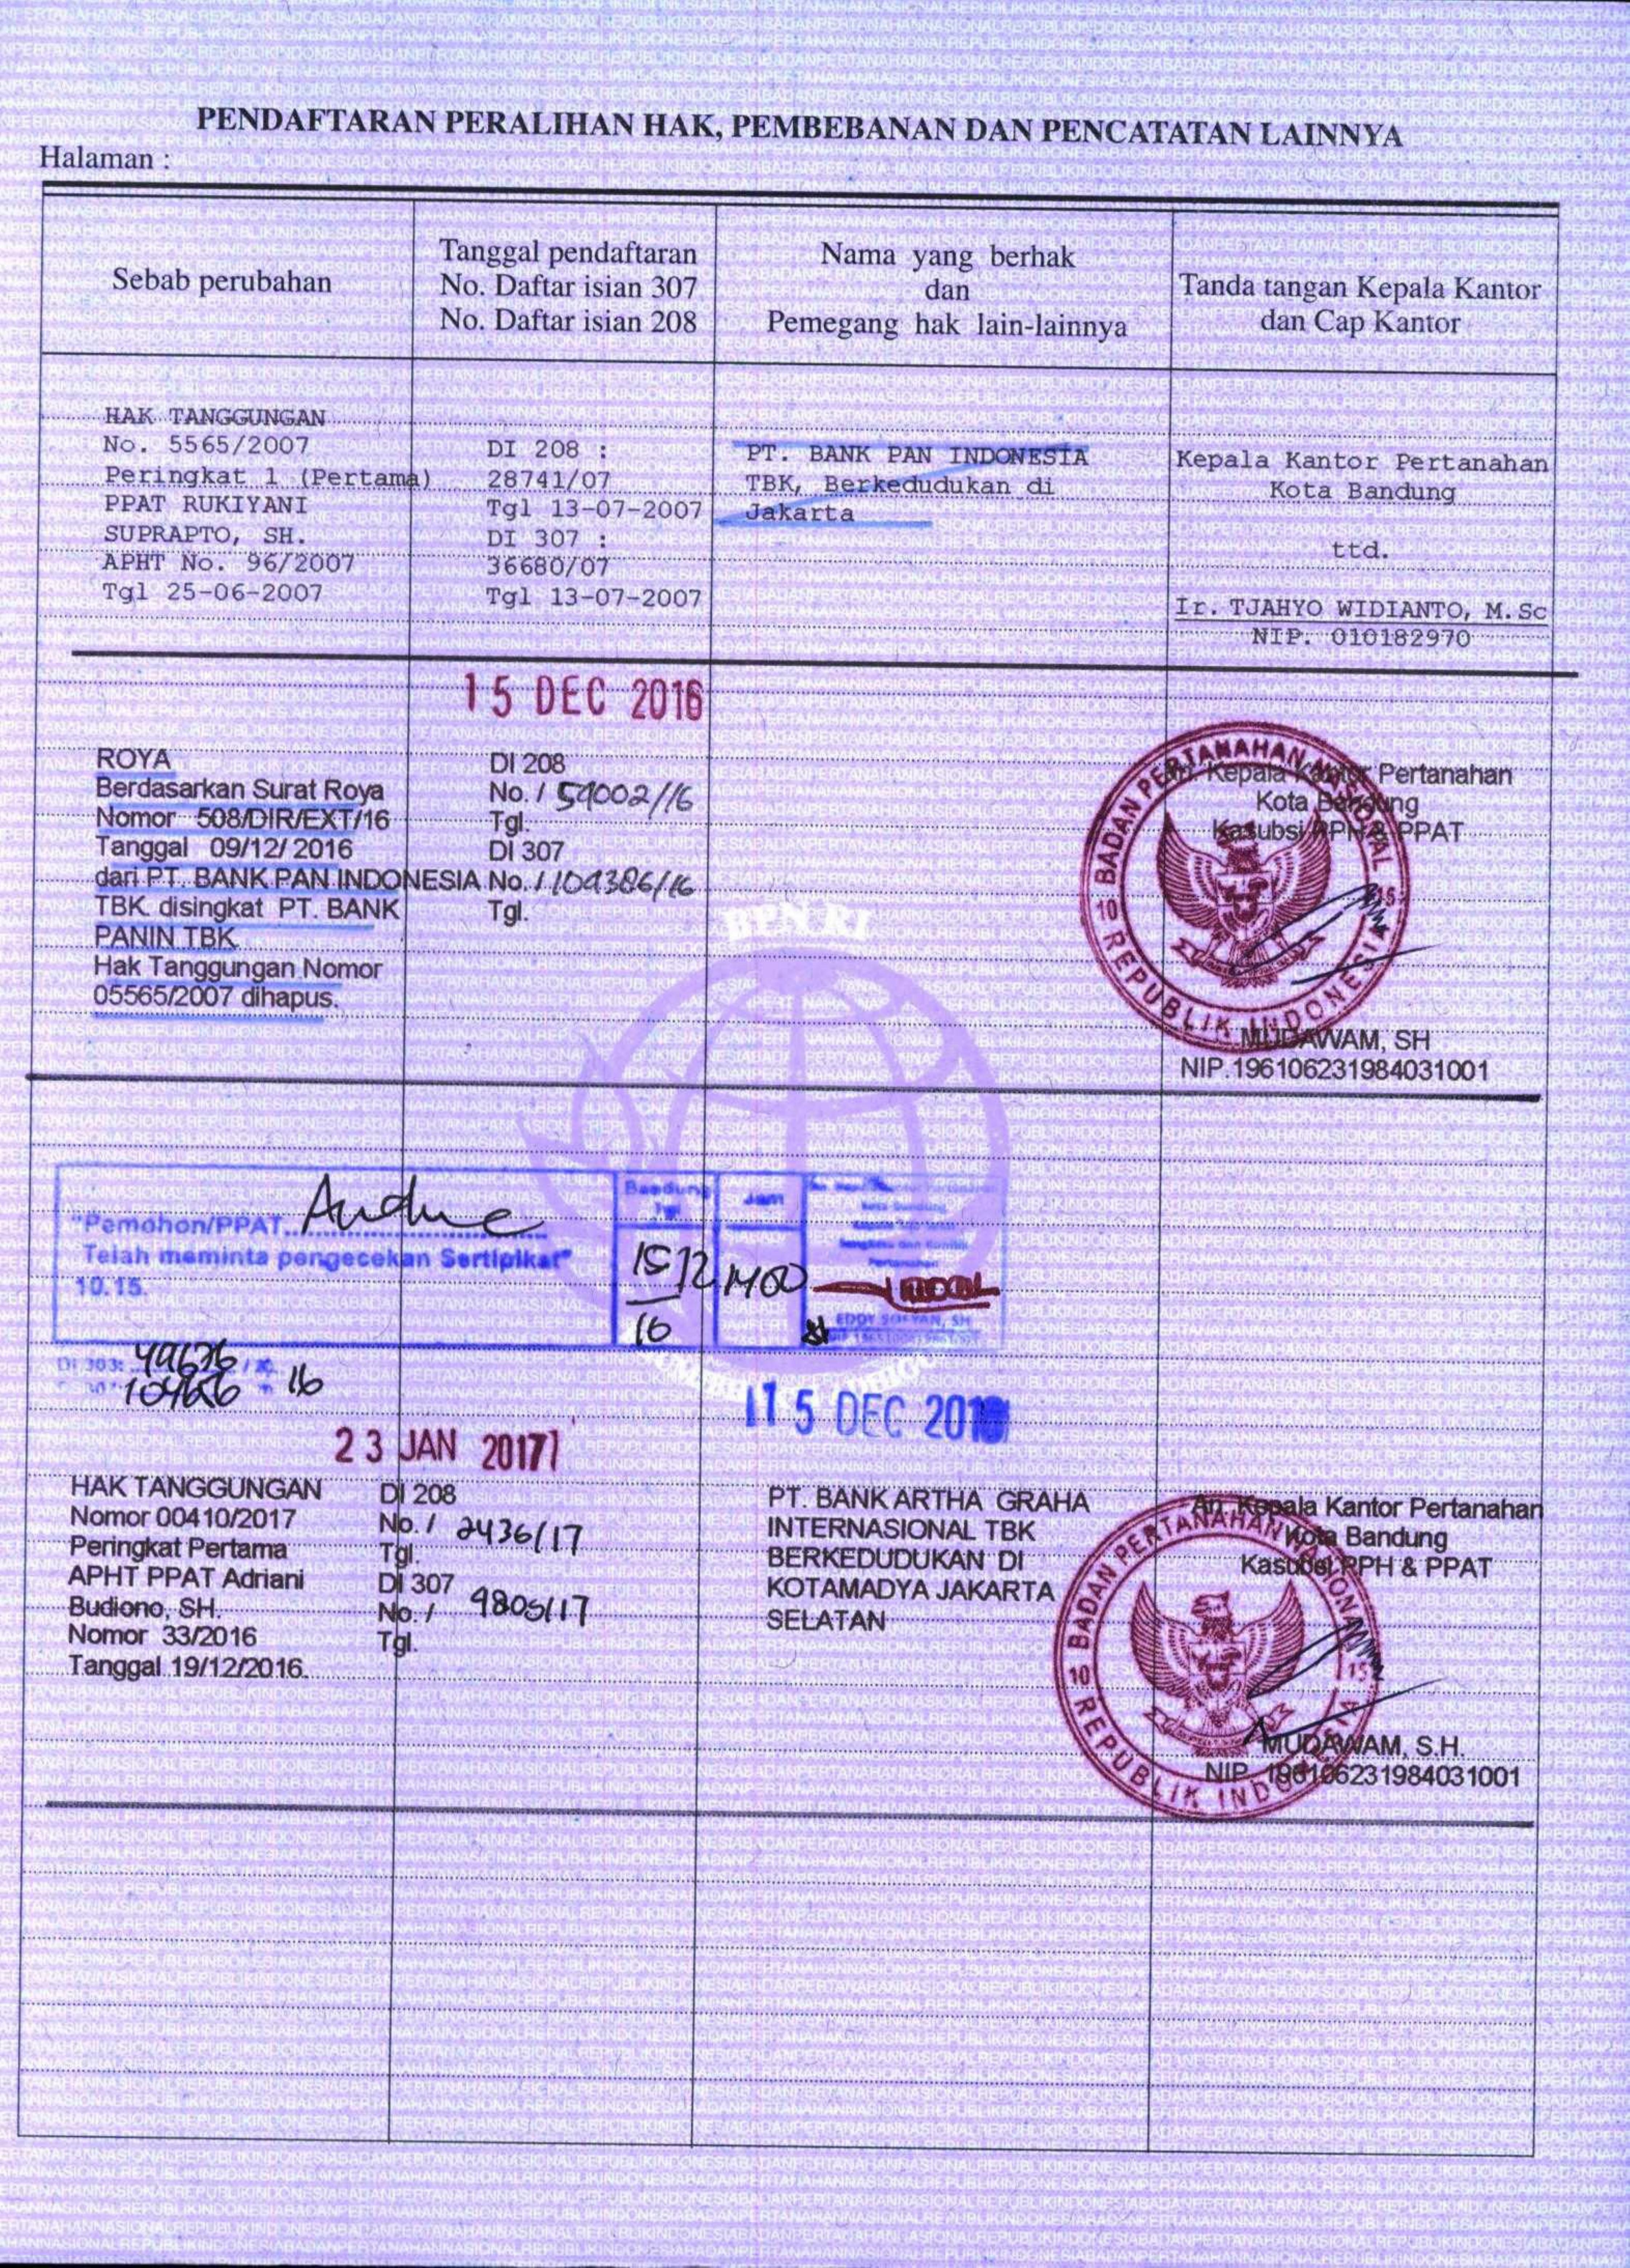 PENDAFTARAN PERALIHAN HAK, PEMBEBANAN DAN PENCATATAN LAINNYA
Halaman :
Sebab perubahan
Tanggal pendaftaran
No. Daftar isian 307
No. Daftar isian 208
Nama yang berhak
dan
Pemegang hak lain-lainnya
Tanda tangan Kepala Kantor
dan Cap Kantor
HAK TANGGUNGAN
No. 5565/2007
Peringkat 1 (Pertama)
PPAT RUKIYANI
SUPRAPTO, SH.
APHT No. 96/2007
Tgl 25-06-2007
DI 208 :
28741/07
Tgl 13-07-2007
DI 307 :
36680/07
Tgl 13-07-2007
PT. BANK PAN INDONESIA
TBK, Berkedudukan di
Jakarta
Kepala Kantor Pertanahan
Kota Bandung
ttd.
Ir. TJAHYO WIDIANTO, M.Sc
NIP. 010182970
15 DEC 2016
ROYA
Berdasarkan Surat Roya
Nomor 508/DIR/EXT/16
Tanggal 09/12/2016
dari PT. BANK PAN INDONESIA
TBK. disingkat PT. BANK
PANIN TBK.
Hak Tanggungan Nomor
05565/2007 dihapus.
DI 208
No. / 59002/16
Tgl.
DI 307
No. / 104386/16
Tgl.
Kepala Kantor Pertanahan
Kota Bandung
Kasubsi PPH & PPAT
BADAN PERTANAHAN NASIONAL
REPUBLIK INDONESIA
10 15
MUDAWAM, SH
NIP.196106231984031001
BPN RI
"Pemohon/PPAT
Telah meminta pengecekan Sertipikat"
10.15.
Bandung
Tgl
15/12
16
Jam
1400
Kota Bandung
Pertanahan
EDDY SOFYAN, SH
DI 303: 49676
16
15 DEC 2016
23 JAN 2017
HAK TANGGUNGAN
Nomor 00410/2017
Peringkat Pertama
APHT PPAT Adriani
Budiono, SH.
Nomor 33/2016
Tanggal 19/12/2016.
DI 208
No. / 2436/17
Tgl.
DI 307
No. / 9805/17
Tgl.
PT. BANK ARTHA GRAHA
INTERNASIONAL TBK
BERKEDUDUKAN DI
KOTAMADYA JAKARTA
SELATAN
An. Kepala Kantor Pertanahan
Kota Bandung
Kasubsi PPH & PPAT
BADAN PERTANAHAN NASIONAL
REPUBLIK INDONESIA
10 15
MUDAWAM, S.H.
NIP. 196106231984031001